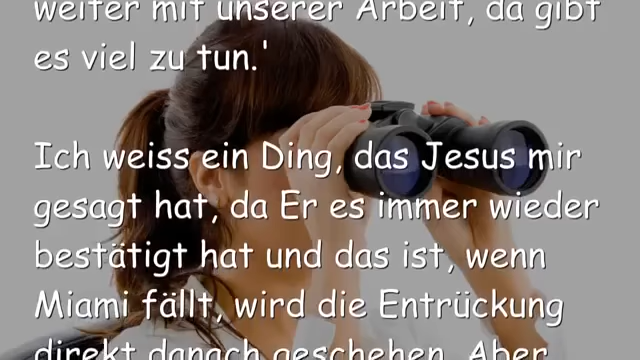 weiter mit unserer Arbeit, da gibt
es viel zu tun.'
Ich weiss ein Ding, das Jesus mir
gesagt hat, da Er es immer wieder
bestätigt hat und das ist, wenn
Miami fällt, wird die Entrückung
direkt danach geschehen. Aber